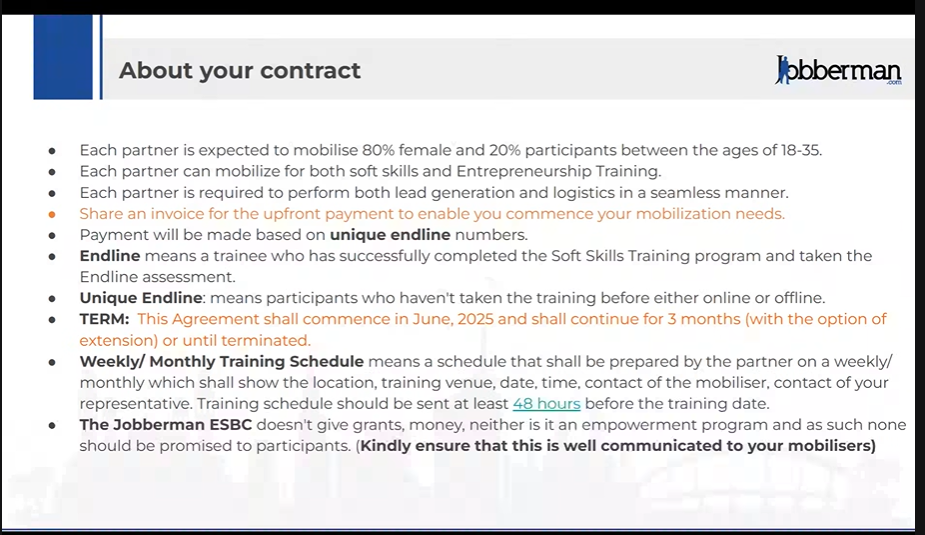 About your contract
Jobberman
.com
● Each partner is expected to mobilise 80% female and 20% participants between the ages of 18-35.
● Each partner can mobilize for both soft skills and Entrepreneurship Training.
● Each partner is required to perform both lead generation and logistics in a seamless manner.
● Share an invoice for the upfront payment to enable you commence your mobilization needs.
● Payment will be made based on unique endline numbers.
● Endline means a trainee who has successfully completed the Soft Skills Training program and taken the
Endline assessment.
● Unique Endline: means participants who haven't taken the training before either online or offline.
● TERM: This Agreement shall commence in June, 2025 and shall continue for 3 months (with the option of
extension) or until terminated.
● Weekly/ Monthly Training Schedule means a schedule that shall be prepared by the partner on a weekly/
monthly which shall show the location, training venue, date, time, contact of the mobiliser, contact of your
representative. Training schedule should be sent at least 48 hours before the training date.
● The Jobberman ESBC doesn't give grants, money, neither is it an empowerment program and as such none
should be promised to participants. (Kindly ensure that this is well communicated to your mobilisers)